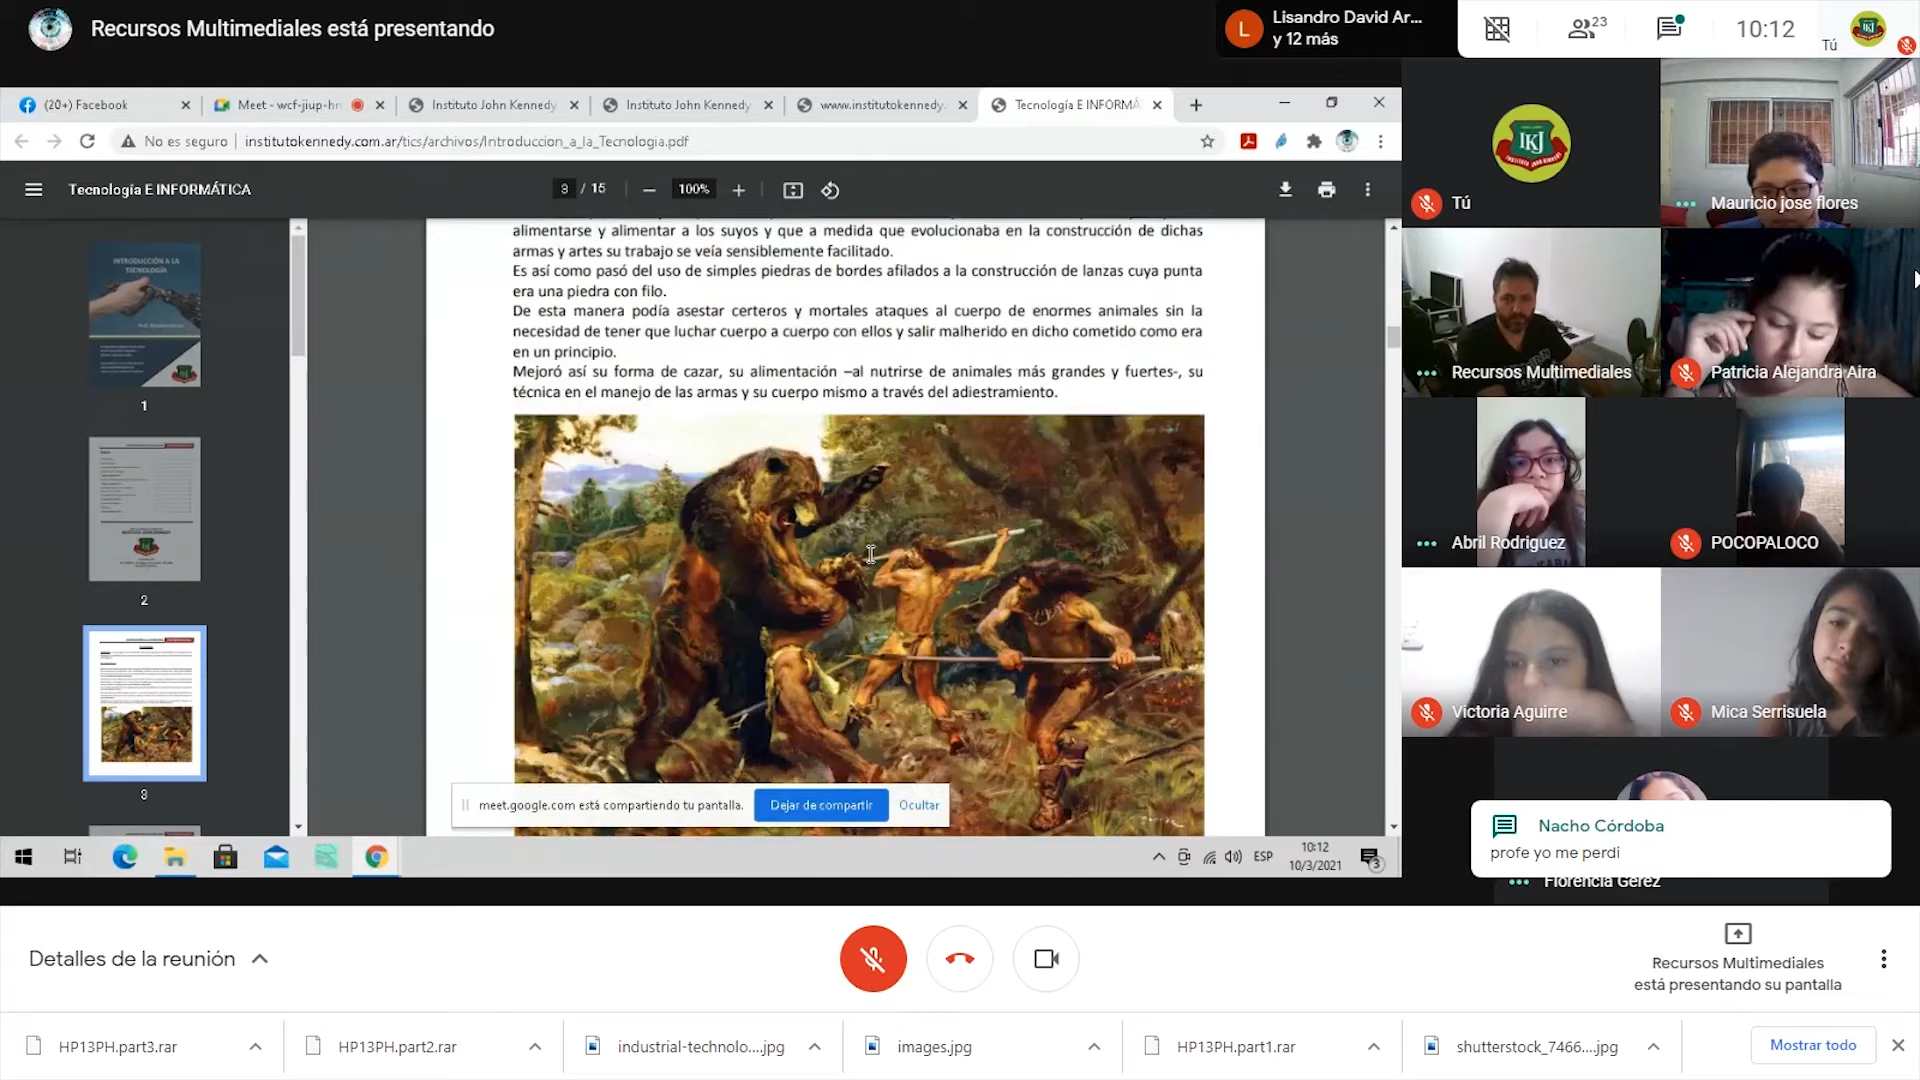 Recursos Multimediales está presentando
Lisandro David Ar...
y 12 más
23
10:12
Tú
(20+) Facebook
Meet - wcf-jiup-hn
Instituto John Kennedy
Instituto John Kennedy
www.institutokennedy.
Tecnología E INFORMÁ
No es seguro
institutokennedy.com.ar/tics/archivos/Introduccion_a_la_Tecnologia.pdf
Tecnología E INFORMÁTICA
3 / 15
100%
INTRODUCCIÓN A LA
TECNOLOGÍA
1
2
3
alimentarse y alimentar a los suyos y que a medida que evolucionaba en la construcción de dichas
armas y artes su trabajo se veía sensiblemente facilitado.
Es así como pasó del uso de simples piedras de bordes afilados a la construcción de lanzas cuya punta
era una piedra con filo.
De esta manera podía asestar certeros y mortales ataques al cuerpo de enormes animales sin la
necesidad de tener que luchar cuerpo a cuerpo con ellos y salir malherido en dicho cometido como era
en un principio.
Mejoró así su forma de cazar, su alimentación –al nutrirse de animales más grandes y fuertes-, su
técnica en el manejo de las armas y su cuerpo mismo a través del adiestramiento.
meet.google.com está compartiendo tu pantalla.
Dejar de compartir
Ocultar
ESP
10:12
10/3/2021
3
IKJ
Tú
Mauricio jose flores
Recursos Multimediales
Patricia Alejandra Aira
Abril Rodriguez
POCOPALOCO
Victoria Aguirre
Mica Serrisuela
Nacho Córdoba
profe yo me perdi
Florencia Gerez
Detalles de la reunión
Recursos Multimediales
está presentando su pantalla
HP13PH.part3.rar
HP13PH.part2.rar
industrial-technolo....jpg
images.jpg
HP13PH.part1.rar
shutterstock_7466....jpg
Mostrar todo